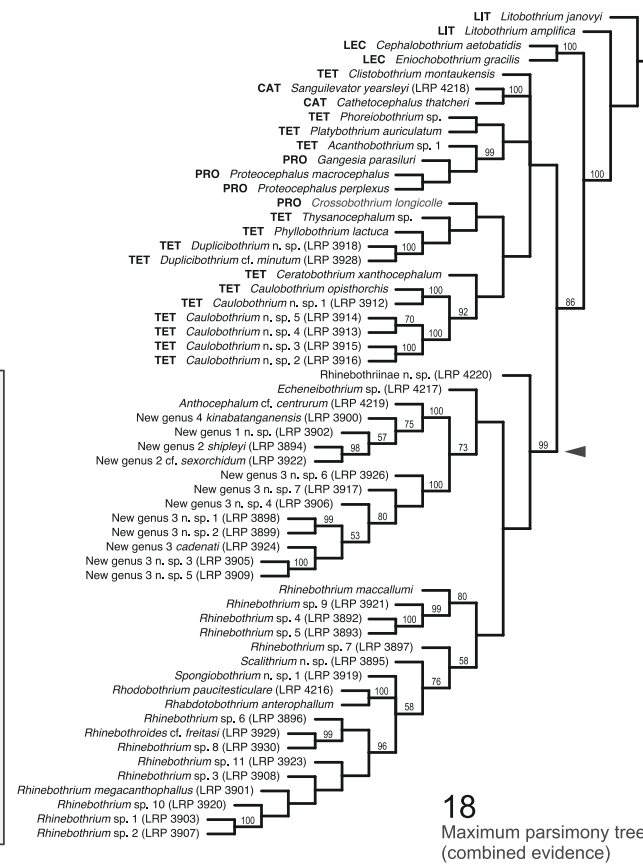 LIT Litobothrium janovyi
LIT Litobothrium amplifica
LEC Cephalobothrium aetobatidis
100
LEC Eniochobothrium gracilis
TET Clistobothrium montaukensis
CAT Sanguilevator yearsleyi (LRP 4218)
100
CAT Cathetocephalus thatcheri
TET Phoreiobothrium sp.
TET Platybothrium auriculatum
TET Acanthobothrium sp. 1
99
PRO Gangesia parasiluri
PRO Proteocephalus macrocephalus
100
PRO Proteocephalus perplexus
PRO Crossobothrium longicolle
TET Thysanocephalum sp.
TET Phyllobothrium lactuca
TET Duplicibothrium n. sp. (LRP 3918)
100
TET Duplicibothrium cf. minutum (LRP 3928)
TET Ceratobothrium xanthocephalum
TET Caulobothrium opisthorchis
100
TET Caulobothrium n. sp. 1 (LRP 3912)
86
92
TET Caulobothrium n. sp. 5 (LRP 3914)
70
TET Caulobothrium n. sp. 4 (LRP 3913)
100
TET Caulobothrium n. sp. 3 (LRP 3915)
100
TET Caulobothrium n. sp. 2 (LRP 3916)
Rhinebothriinae n. sp. (LRP 4220)
Echeneibothrium sp. (LRP 4217)
Anthocephalum cf. centrurum (LRP 4219)
100
New genus 4 kinabatanganensis (LRP 3900)
75
New genus 1 n. sp. (LRP 3902)
57
New genus 2 shipleyi (LRP 3894)
98
73
99
New genus 2 cf. sexorchidum (LRP 3922)
New genus 3 n. sp. 6 (LRP 3926)
100
New genus 3 n. sp. 7 (LRP 3917)
New genus 3 n. sp. 4 (LRP 3906)
80
New genus 3 n. sp. 1 (LRP 3898)
99
New genus 3 n. sp. 2 (LRP 3899)
53
New genus 3 cadenati (LRP 3924)
New genus 3 n. sp. 3 (LRP 3905)
100
New genus 3 n. sp. 5 (LRP 3909)
Rhinebothrium maccallumi
80
Rhinebothrium sp. 9 (LRP 3921)
99
Rhinebothrium sp. 4 (LRP 3892)
100
Rhinebothrium sp. 5 (LRP 3893)
Rhinebothrium sp. 7 (LRP 3897)
58
Scalithrium n. sp. (LRP 3895)
76
Spongiobothrium n. sp. 1 (LRP 3919)
Rhodobothrium paucitesticulare (LRP 4216)
100
Rhabdotobothrium anterophallum
58
Rhinebothrium sp. 6 (LRP 3896)
Rhinebothroides cf. freitasi (LRP 3929)
99
Rhinebothrium sp. 8 (LRP 3930)
96
Rhinebothrium sp. 11 (LRP 3923)
Rhinebothrium sp. 3 (LRP 3908)
Rhinebothrium megacanthophallus (LRP 3901)
Rhinebothrium sp. 10 (LRP 3920)
Rhinebothrium sp. 1 (LRP 3903)
100
Rhinebothrium sp. 2 (LRP 3907)
18
Maximum parsimony tree
(combined evidence)